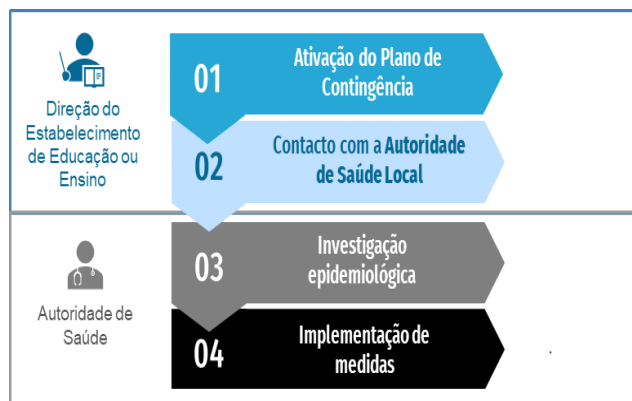 01
Ativação do Plano de
Contingência
Direção do
Estabelecimento
de Educação ou
Ensino
02
Contacto com a Autoridade
de Saúde Local
03
Investigação
epidemiológica
Autoridade de
Saúde
04
Implementação de
medidas
.